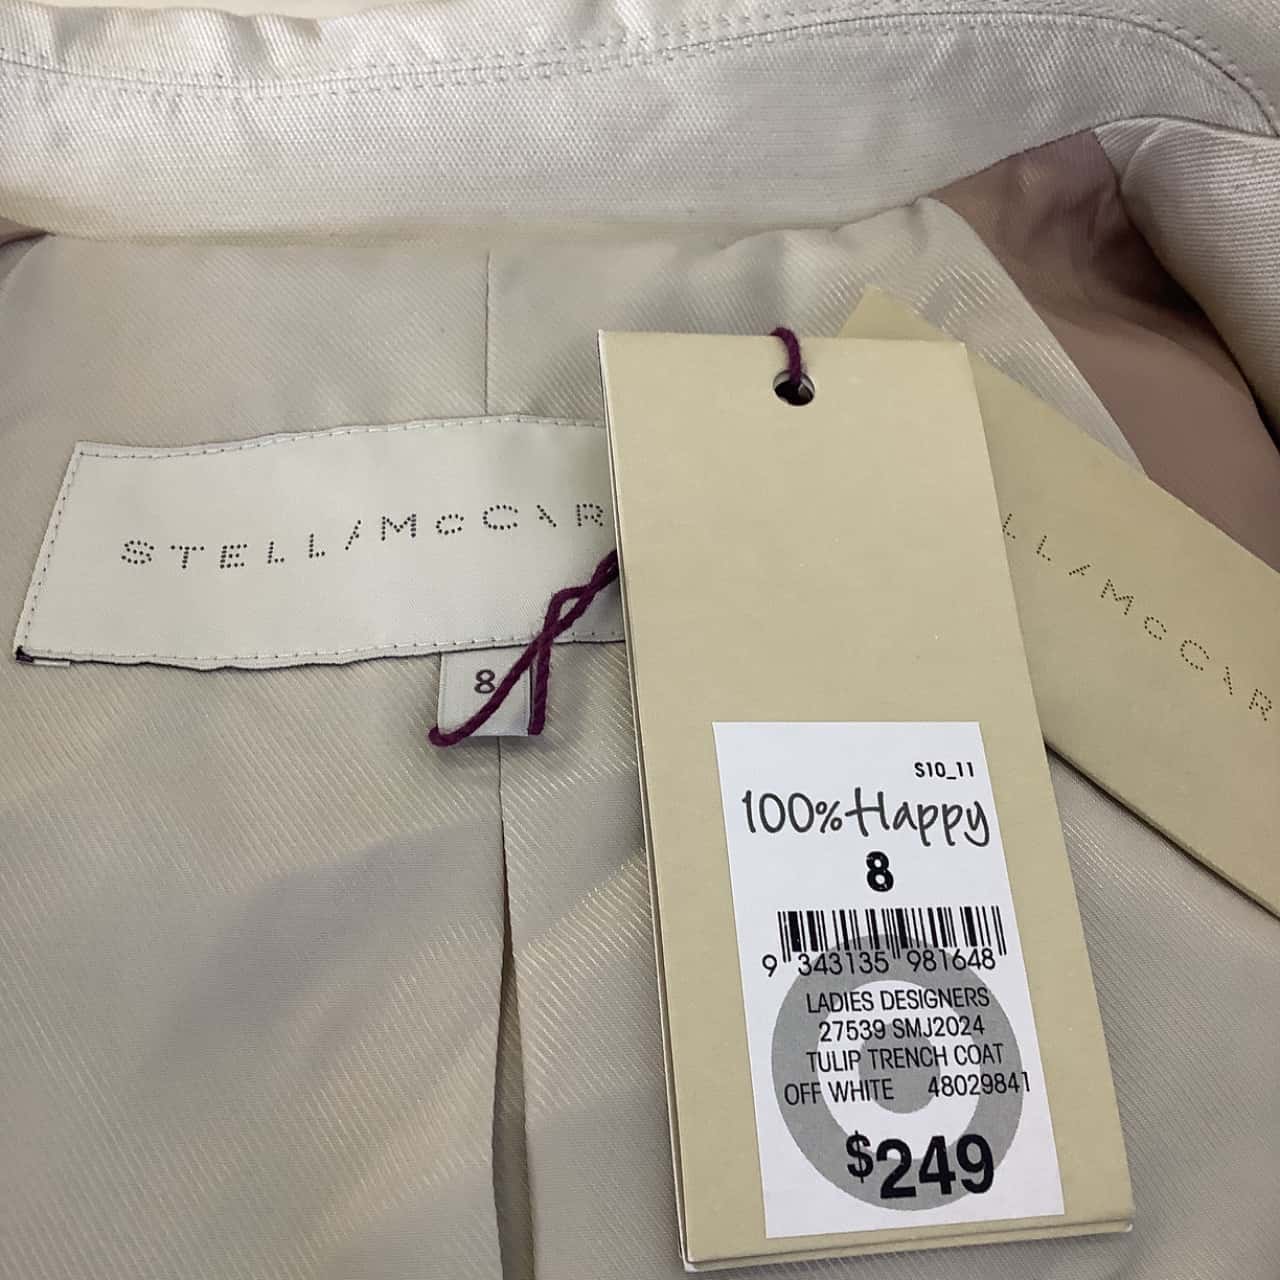 STELLA McCAR
8
LL A McCAR
S10_11
100% Happy
8
9 343135 981648
LADIES DESIGNERS
27539 SMJ2024
TULIP TRENCH COAT
OFF WHITE 48029841
$249